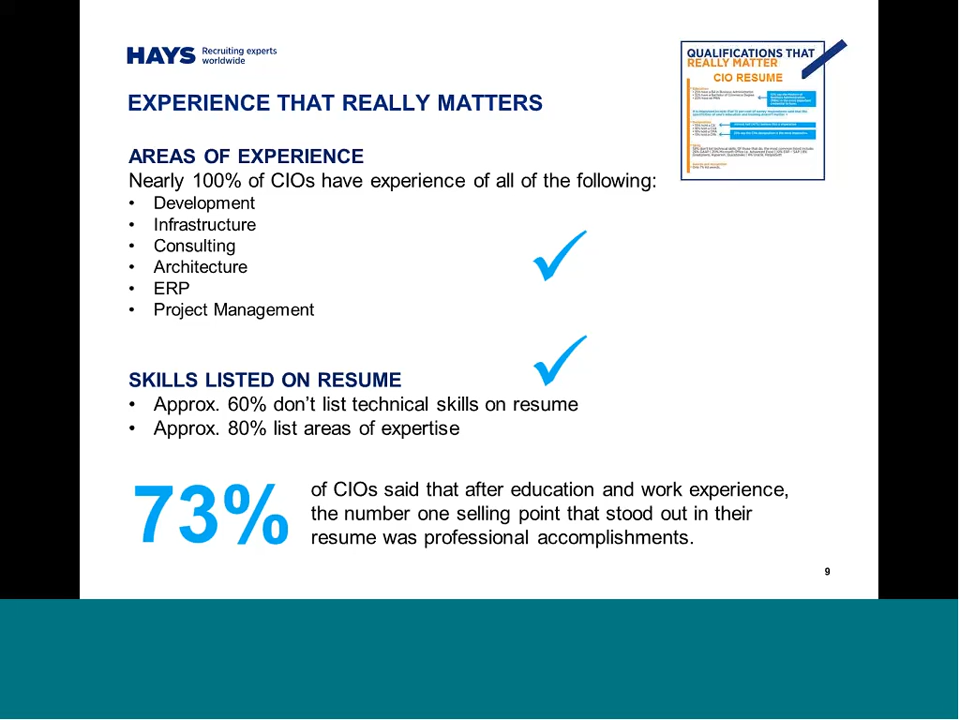 HAYS Recruiting experts
worldwide
QUALIFICATIONS THAT
REALLY MATTER
CIO RESUME
EXPERIENCE THAT REALLY MATTERS
AREAS OF EXPERIENCE
Nearly 100% of CIOs have experience of all of the following:
• Development
• Infrastructure
• Consulting
• Architecture
• ERP
• Project Management
SKILLS LISTED ON RESUME
• Approx. 60% don’t list technical skills on resume
• Approx. 80% list areas of expertise
73%
of CIOs said that after education and work experience,
the number one selling point that stood out in their
resume was professional accomplishments.
9